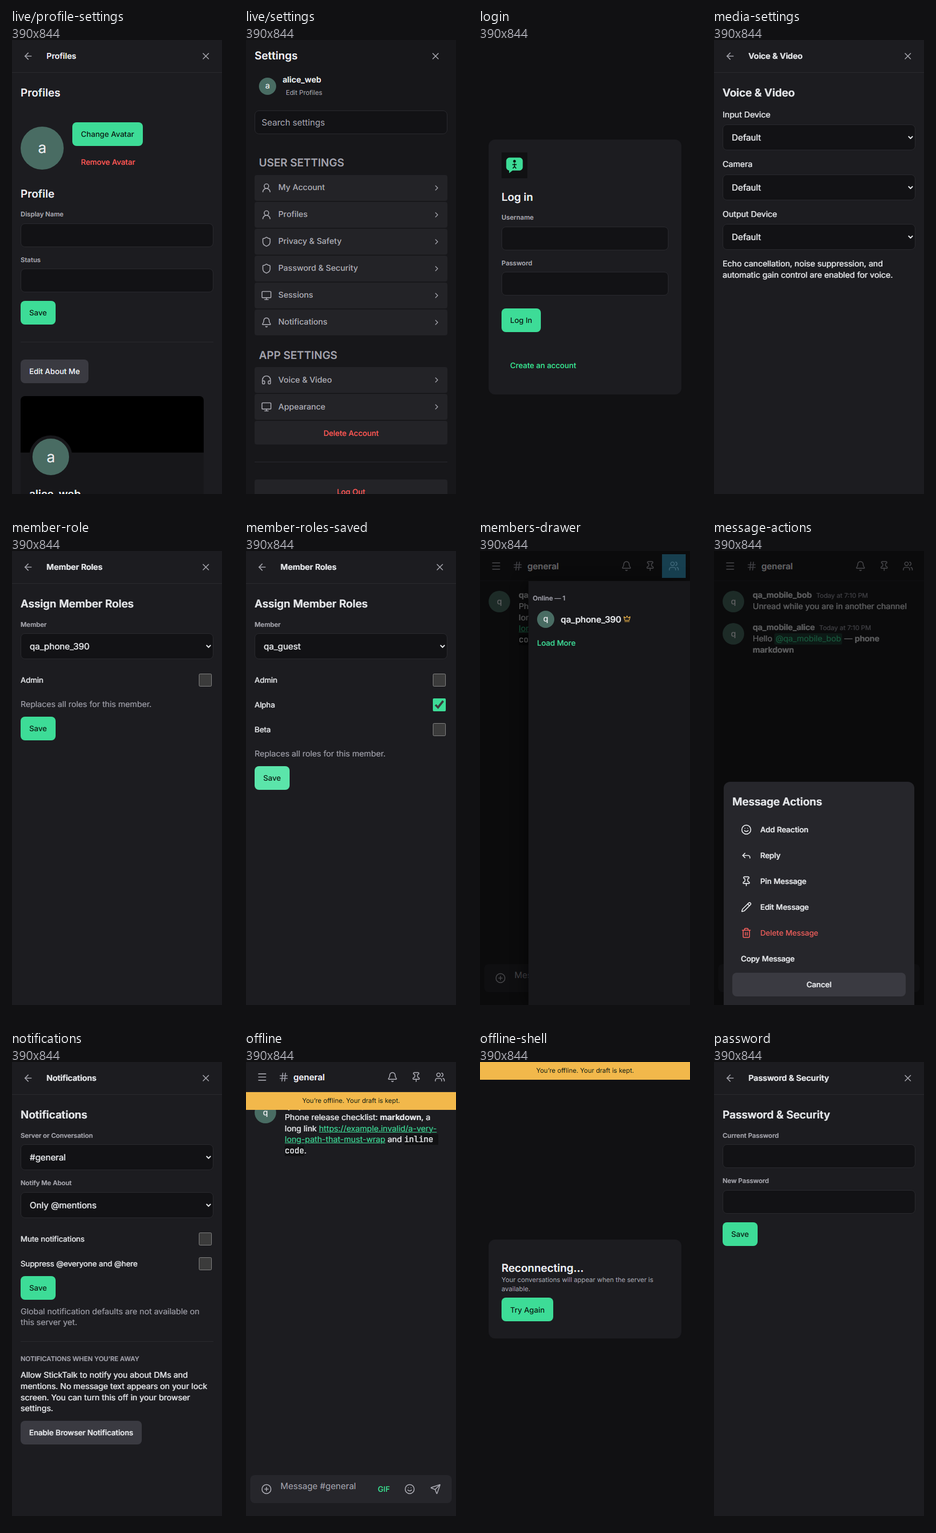 live/profile-settings
390x844
Profiles
Profiles
a
Change Avatar
Remove Avatar
Profile
Display Name
Status
Save
Edit About Me
a
alice_web
live/settings
390x844
Settings
a
alice_web
Edit Profiles
Search settings
USER SETTINGS
My Account
Profiles
Privacy & Safety
Password & Security
Sessions
Notifications
APP SETTINGS
Voice & Video
Appearance
Delete Account
Log Out
login
390x844
Log in
Username
Password
Log In
Create an account
media-settings
390x844
Voice & Video
Voice & Video
Input Device
Default
Camera
Default
Output Device
Default
Echo cancellation, noise suppression, and
automatic gain control are enabled for voice.
member-role
390x844
Member Roles
Assign Member Roles
Member
qa_phone_390
Admin
Replaces all roles for this member.
Save
member-roles-saved
390x844
Member Roles
Assign Member Roles
Member
qa_guest
Admin
Alpha
Beta
Replaces all roles for this member.
Save
members-drawer
390x844
# general
q
qa
Ph
lon
lon
co
Online — 1
q
qa_phone_390
Load More
Me
message-actions
390x844
# general
q
qa_mobile_bob Today at 7:10 PM
Unread while you are in another channel
q
qa_mobile_alice Today at 7:10 PM
Hello @qa_mobile_bob — phone
markdown
Message Actions
Add Reaction
Reply
Pin Message
Edit Message
Delete Message
Copy Message
Cancel
notifications
390x844
Notifications
Notifications
Server or Conversation
#general
Notify Me About
Only @mentions
Mute notifications
Suppress @everyone and @here
Save
Global notification defaults are not available on
this server yet.
NOTIFICATIONS WHEN YOU'RE AWAY
Allow StickTalk to notify you about DMs and
mentions. No message text appears on your lock
screen. You can turn this off in your browser
settings.
Enable Browser Notifications
offline
390x844
# general
You're offline. Your draft is kept.
q
Phone release checklist: markdown, a
long link https://example.invalid/a-very-
long-path-that-must-wrap and inline
code.
Message #general
GIF
offline-shell
390x844
You're offline. Your draft is kept.
Reconnecting...
Your conversations will appear when the server is
available.
Try Again
password
390x844
Password & Security
Password & Security
Current Password
New Password
Save